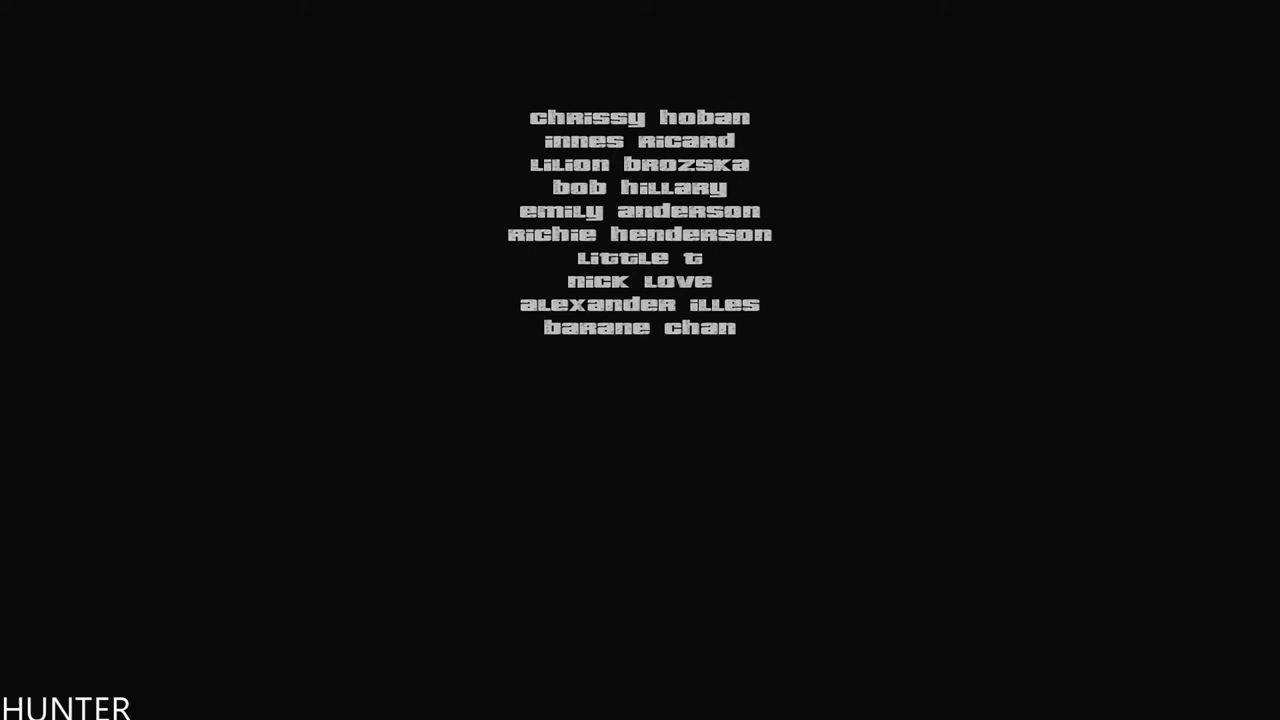 chrissy hoban
innes ricard
lilion brozska
bob hillary
emily anderson
richie henderson
little t
nick love
alexander illes
barane chan
HUNTER